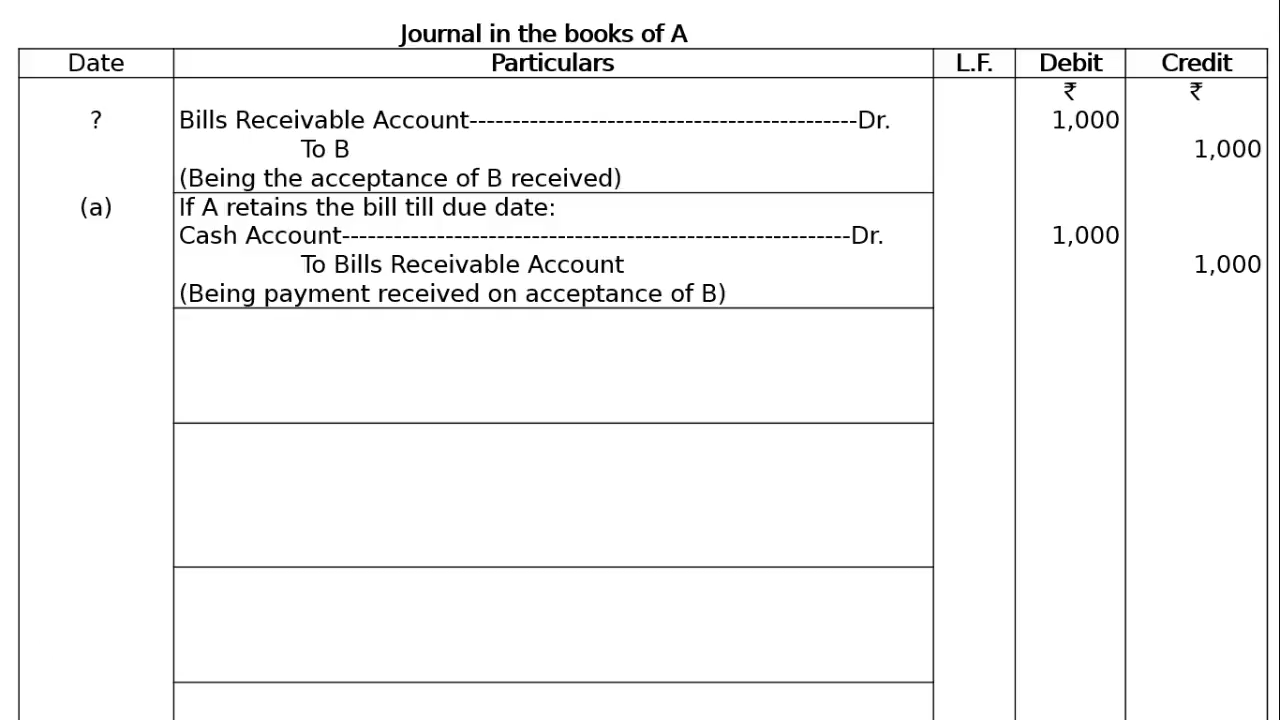 Journal in the books of A
Date Particulars L.F. Debit Credit
₹ ₹
? Bills Receivable Account---------------------------------------------Dr. 1,000
To B 1,000
(Being the acceptance of B received)
(a) If A retains the bill till due date:
Cash Account-----------------------------------------------------------Dr. 1,000
To Bills Receivable Account 1,000
(Being payment received on acceptance of B)